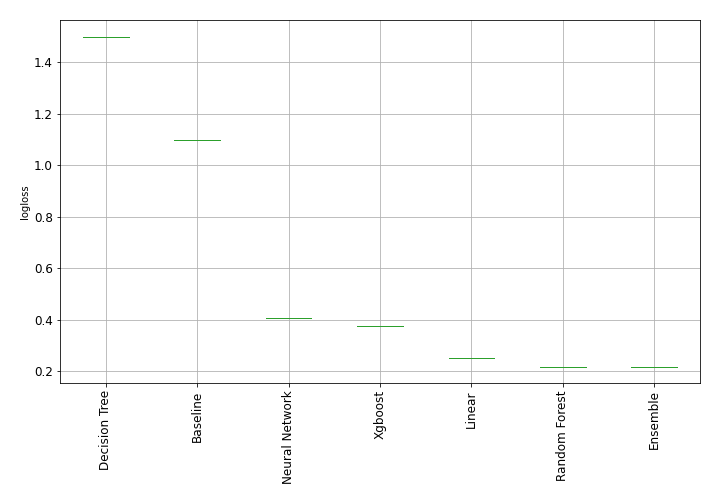 1.4
1.2
1.0
0.8
0.6
0.4
0.2
logloss
Decision Tree
Baseline
Neural Network
Xgboost
Linear
Random Forest
Ensemble